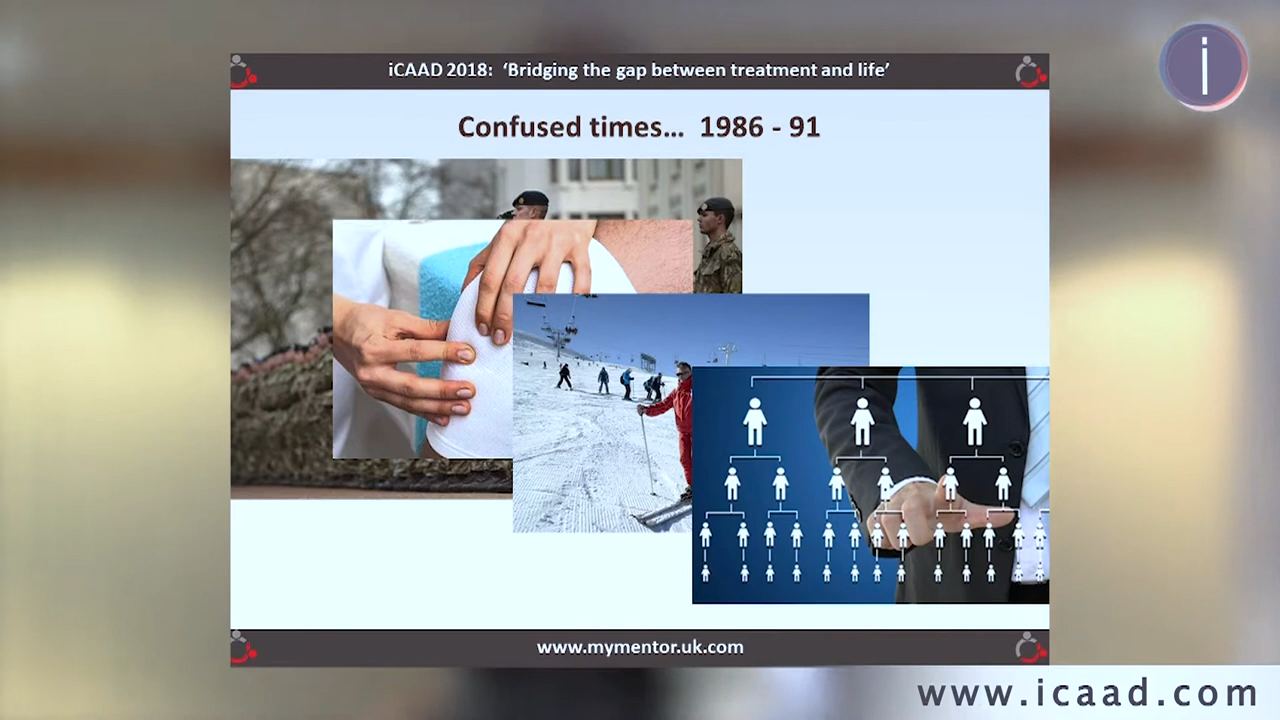 i
iCAAD 2018: ‘Bridging the gap between treatment and life’
Confused times... 1986 - 91
www.mymentor.uk.com
www.icaad.com